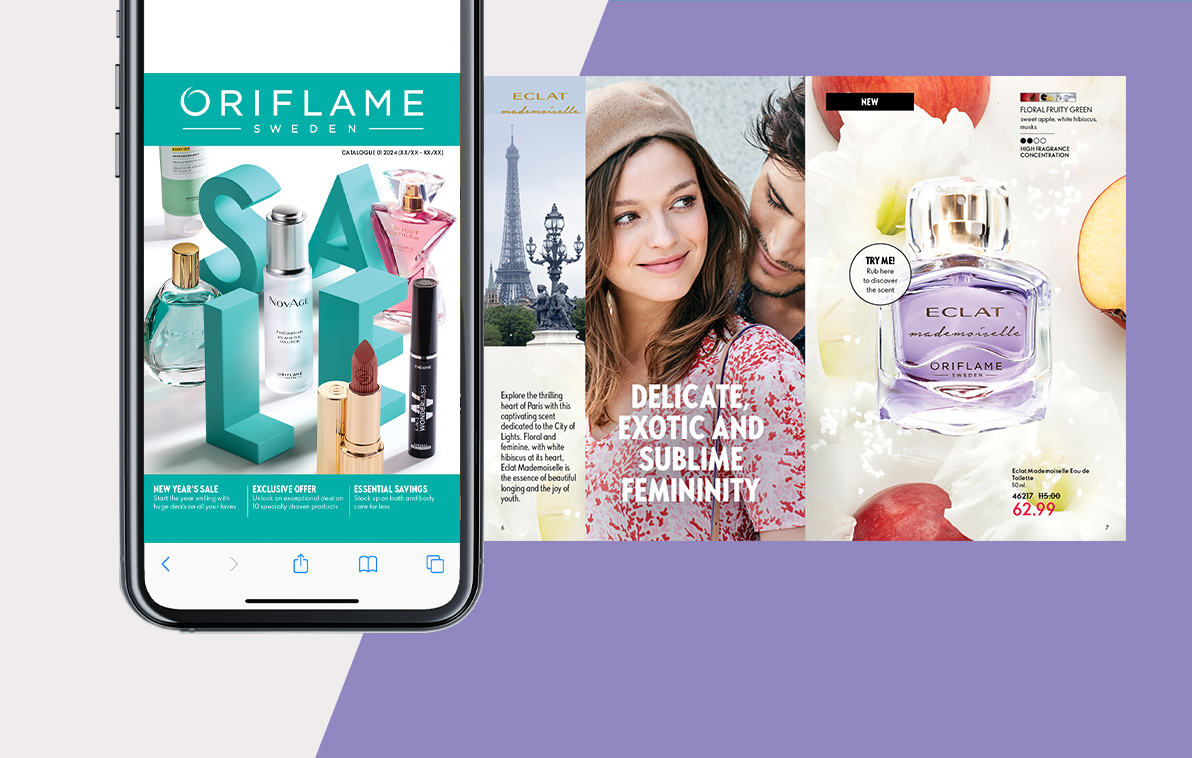 ORIFLAME
SWEDEN
CATALOGUE 01 2024 (XX/XX - XX/XX)
SALE
NOVAGE
ORIFLAME
SWEDEN
WONDERLASH
NEW YEAR'S SALE
Start the year smiling with
huge deals on all your faves
EXCLUSIVE OFFER
Unlock an exceptional deal on
10 specially chosen products
ESSENTIAL SAVINGS
Stock up on bath and body
care for less
ECLAT
mademoiselle
Explore the thrilling
heart of Paris with this
captivating scent
dedicated to the City of
Lights. Floral and
feminine, with white
hibiscus at its heart,
Eclat Mademoiselle is
the essence of beautiful
longing and the joy of
youth.
6
DELICATE,
EXOTIC AND
SUBLIME
FEMININITY
NEW
FLORAL FRUITY GREEN
sweet apple, white hibiscus,
musks
HIGH FRAGRANCE
CONCENTRATION
TRY ME!
Rub here
to discover
the scent
ECLAT
mademoiselle
ORIFLAME
SWEDEN
Eclat Mademoiselle Eau de
Toilette
50 ml.
46217 115.00
62.99
7